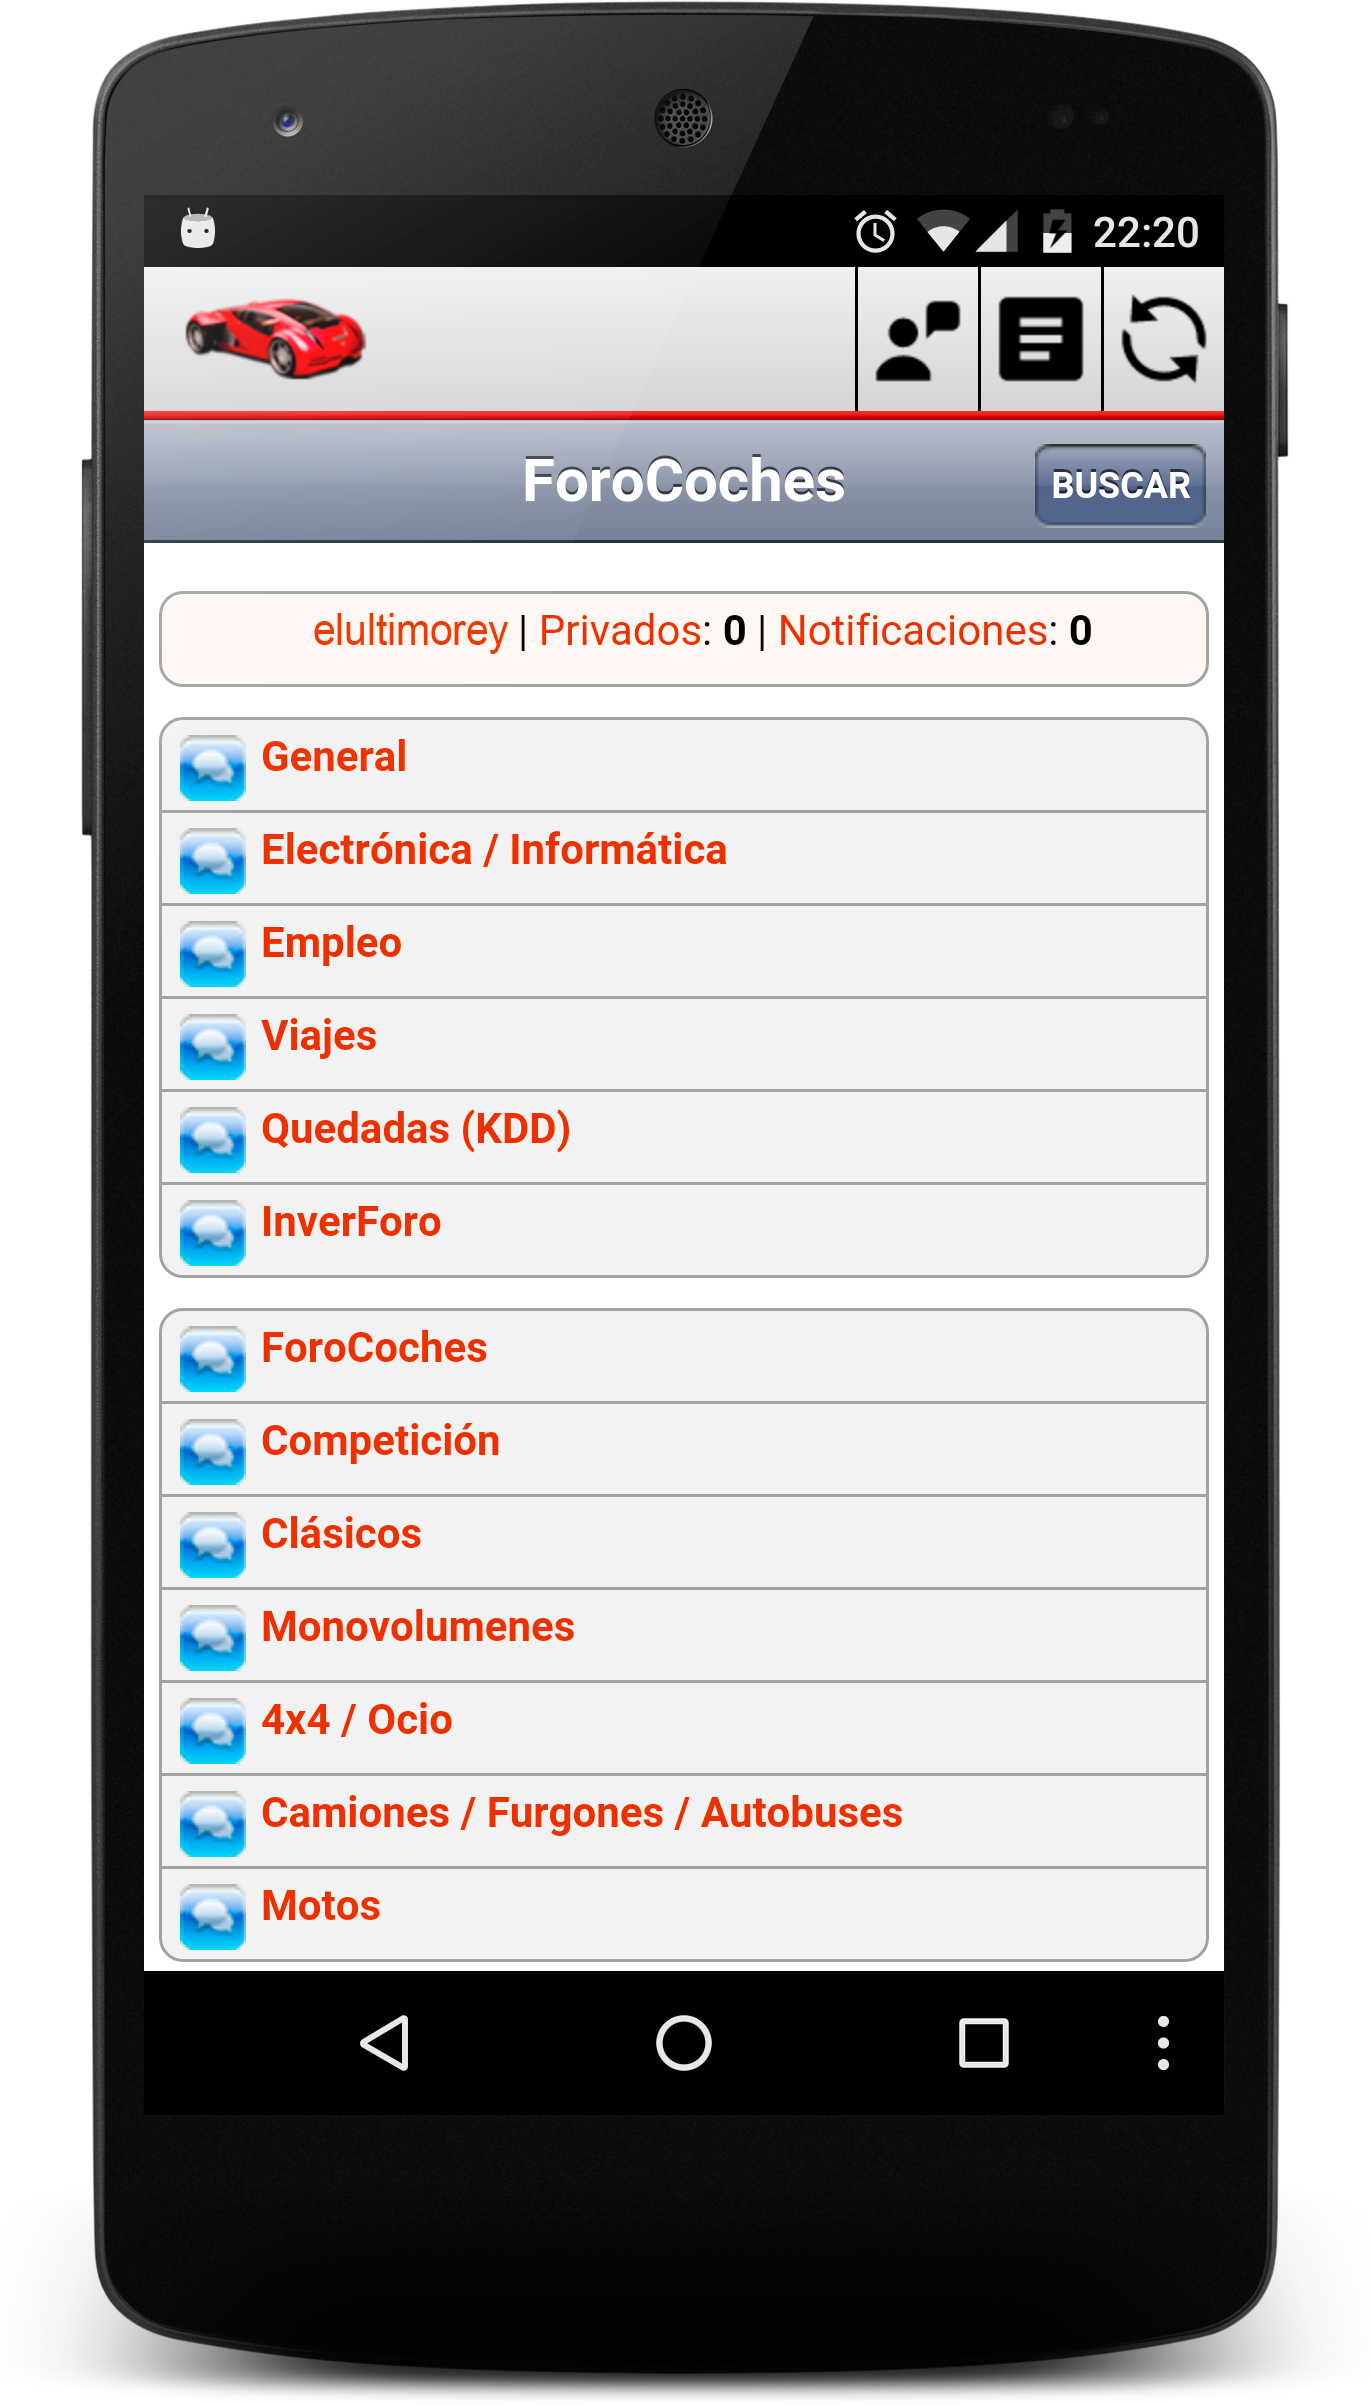 22:20
ForoCoches
BUSCAR
elultimorey | Privados: 0 | Notificaciones: 0
General
Electrónica / Informática
Empleo
Viajes
Quedadas (KDD)
InverForo
ForoCoches
Competición
Clásicos
Monovolumenes
4x4 / Ocio
Camiones / Furgones / Autobuses
Motos